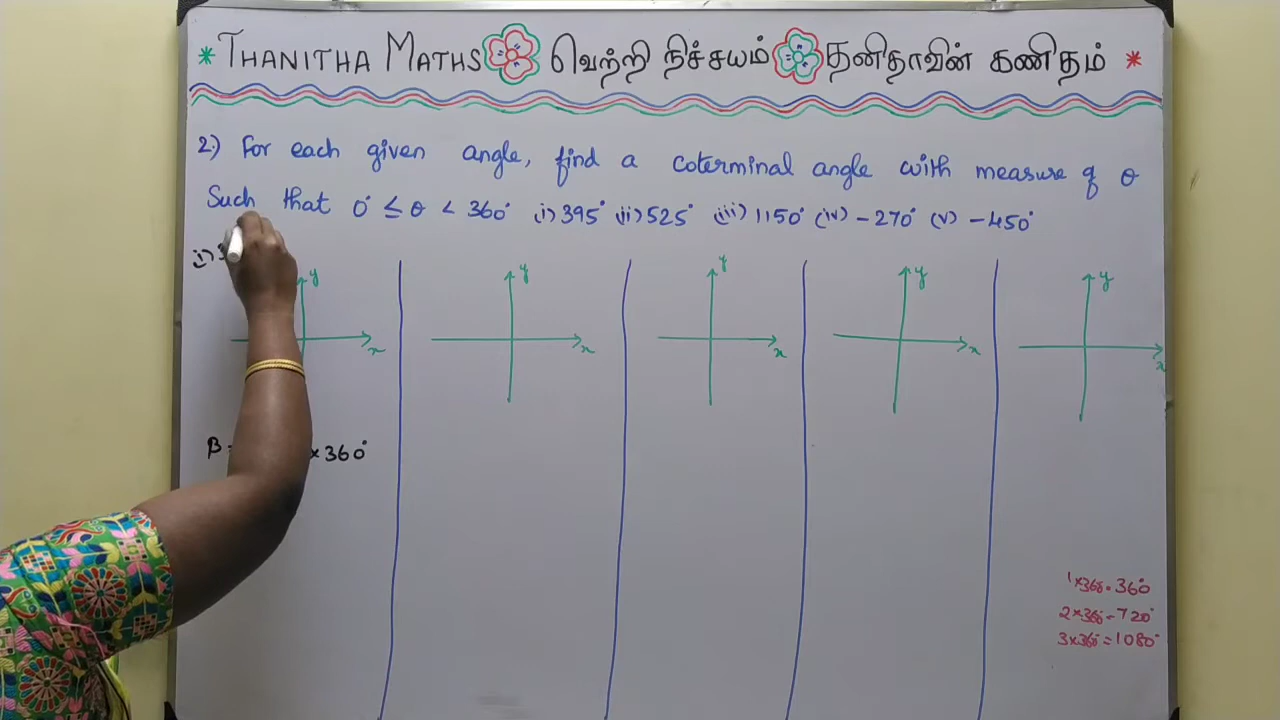 * THANITHA MATHS வெற்றி நிச்சயம் தனிதாவின் கணிதம் *
2.) For each given angle, find a coterminal angle with measure of θ
Such that 0° ≤ θ < 360° (i) 395° (ii) 525° (iii) 1150° (iv) -270° (v) -450°
(i)
y y y y y
x x x x x
β = × 360°
1×360=360°
2×360=720°
3×360=1080°